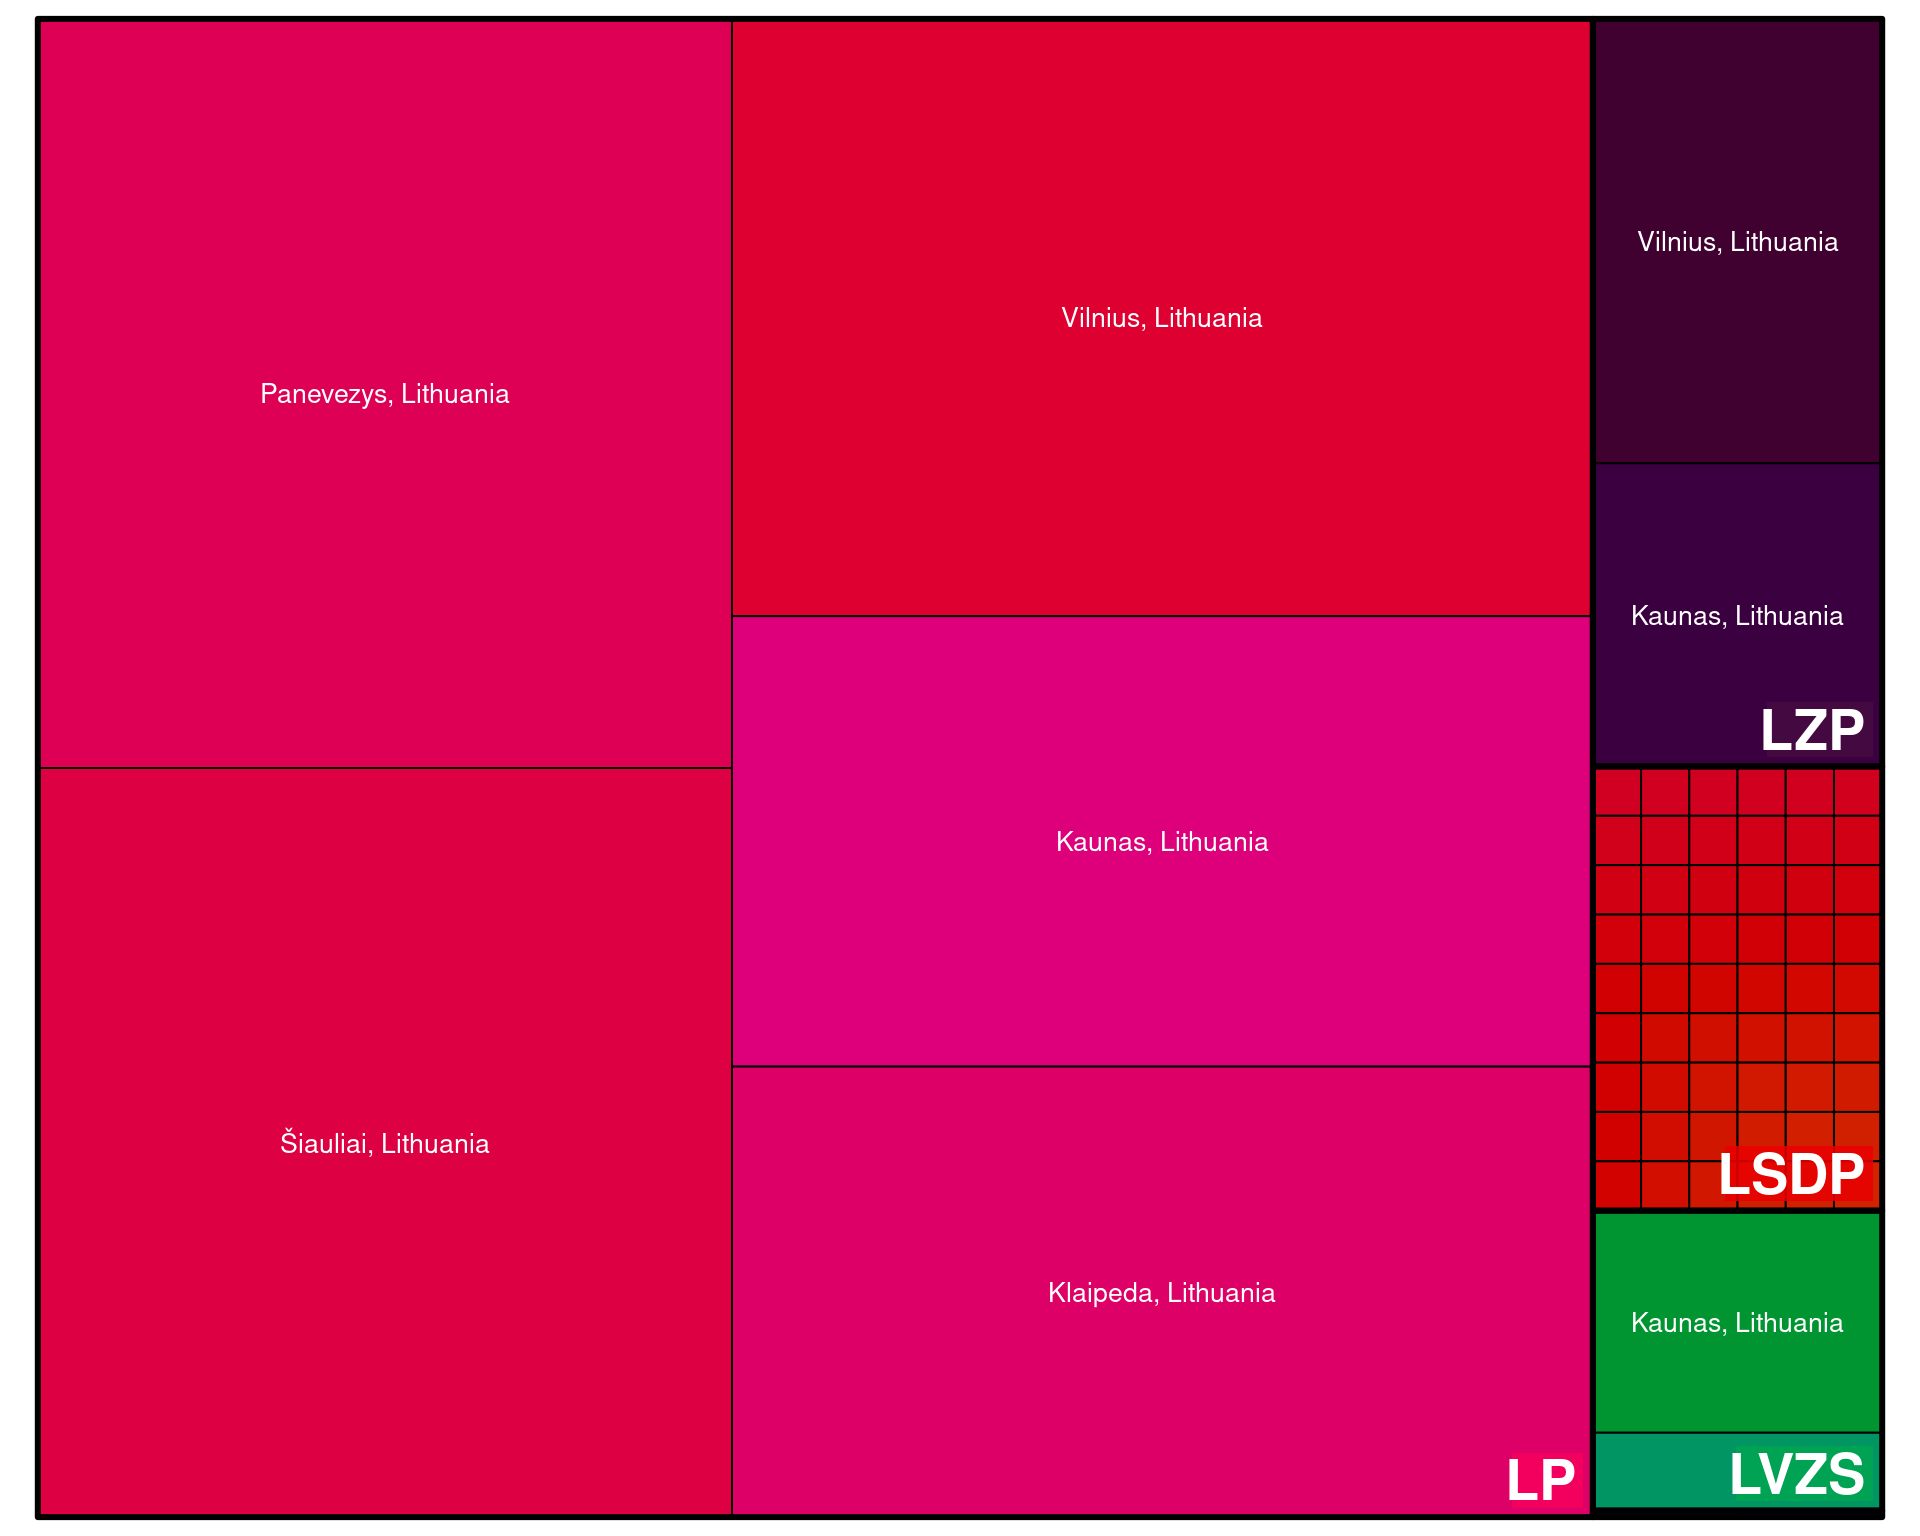 Panevezys, Lithuania
Šiauliai, Lithuania
Vilnius, Lithuania
Kaunas, Lithuania
Klaipeda, Lithuania
LP
Vilnius, Lithuania
Kaunas, Lithuania
LZP
LSDP
Kaunas, Lithuania
LVZS